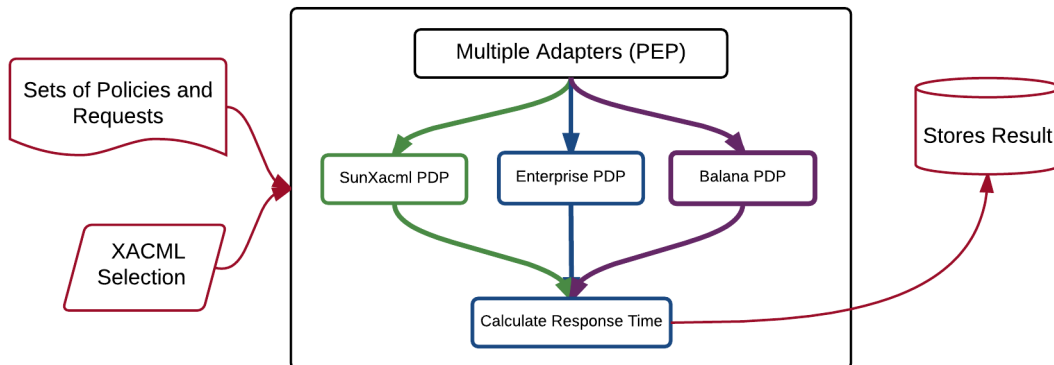 Multiple Adapters (PEP)
Sets of Policies and
Requests
Stores Result
SunXacml PDP
Enterprise PDP
Balana PDP
XACML
Selection
Calculate Response Time